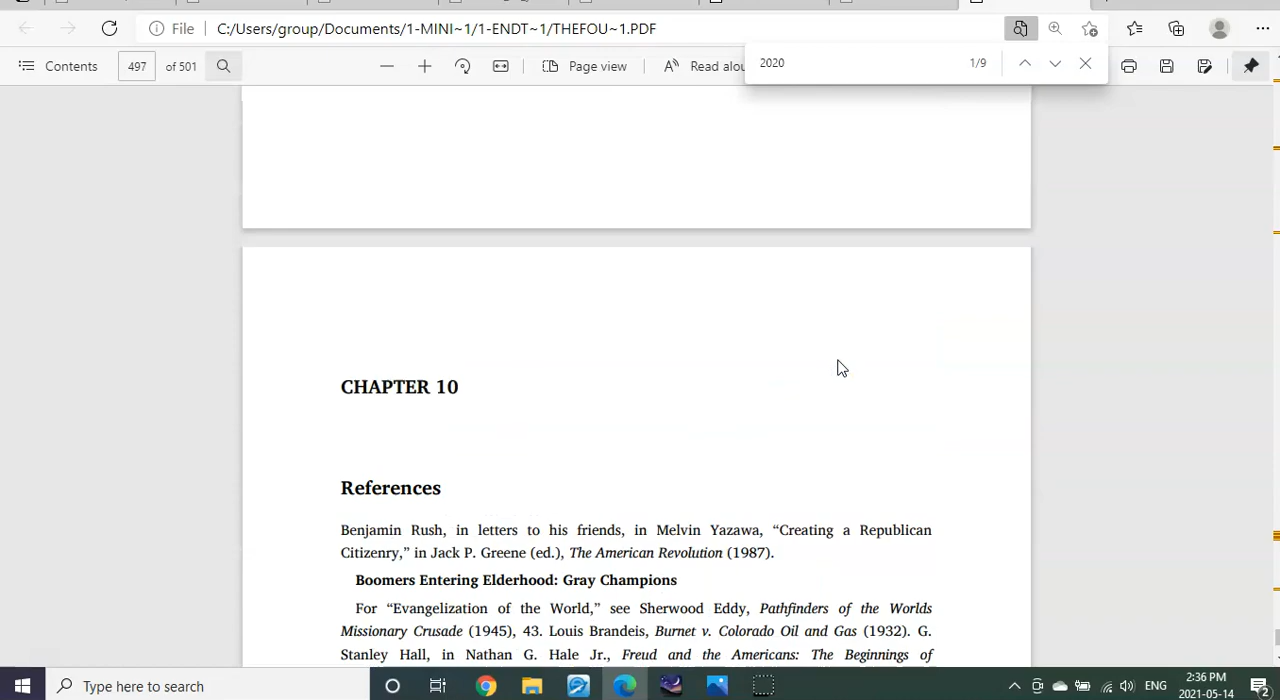 File C:/Users/group/Documents/1-MINI~1/1-ENDT~1/THEFOU~1.PDF
2020 1/9
Contents 497 of 501 Page view Read alou
CHAPTER 10
References
Benjamin Rush, in letters to his friends, in Melvin Yazawa, “Creating a Republican
Citizenry,” in Jack P. Greene (ed.), The American Revolution (1987).
Boomers Entering Elderhood: Gray Champions
For “Evangelization of the World,” see Sherwood Eddy, Pathfinders of the Worlds
Missionary Crusade (1945), 43. Louis Brandeis, Burnet v. Colorado Oil and Gas (1932). G.
Stanley Hall, in Nathan G. Hale Jr., Freud and the Americans: The Beginnings of
Type here to search
ENG
2:36 PM
2021-05-14
2